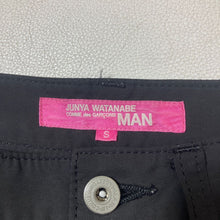 JUNYA WATANABE
COMME des GARÇONS MAN
S